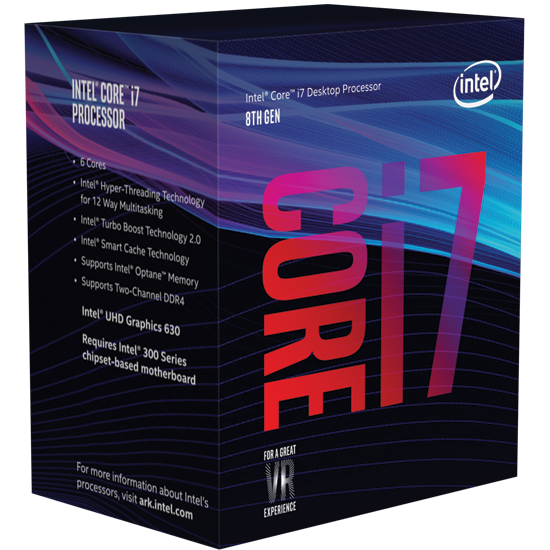 INTEL® CORE™ i7
PROCESSOR
• 6 Cores
• Intel® Hyper-Threading Technology
for 12 Way Multitasking
• Intel® Turbo Boost Technology 2.0
• Intel® Smart Cache Technology
• Supports Intel® Optane™ Memory
• Supports Two-Channel DDR4
Intel® UHD Graphics 630
Requires Intel® 300 Series
chipset-based motherboard
For more information about Intel's
processors, visit ark.intel.com
Intel® Core™ i7 Desktop Processor
8TH GEN
intel®
CORE i7
FOR A GREAT
VR
EXPERIENCE